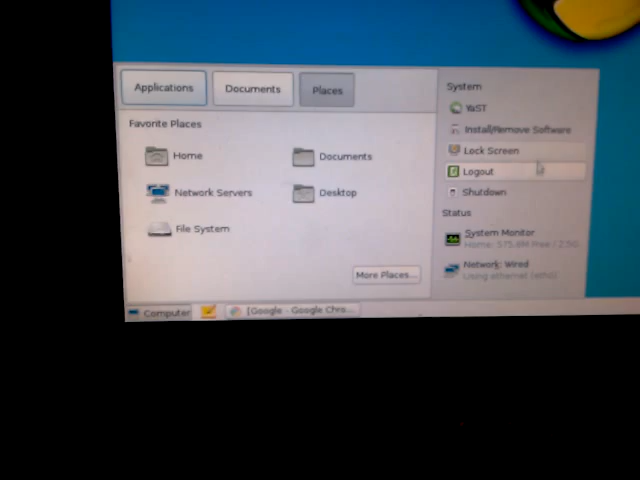 Applications
Documents
Places
Favorite Places
Home
Documents
Network Servers
Desktop
File System
More Places...
System
YaST
Install/Remove Software
Lock Screen
Logout
Shutdown
Status
System Monitor
Home: 575.6M Free / 2.5G
Network: Wired
Using ethernet (eth0)
Computer
[Google - Google Chro...